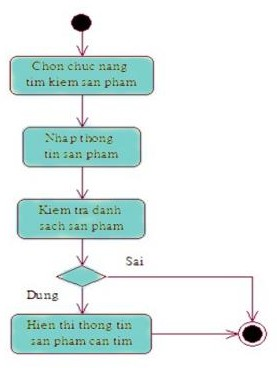 Chon chuc nang
tim kiem san pham
Nhap thong
tin san pham
Kiem tra danh
sach san pham
Sai
Dung
Hien thi thong tin
san pham can tim